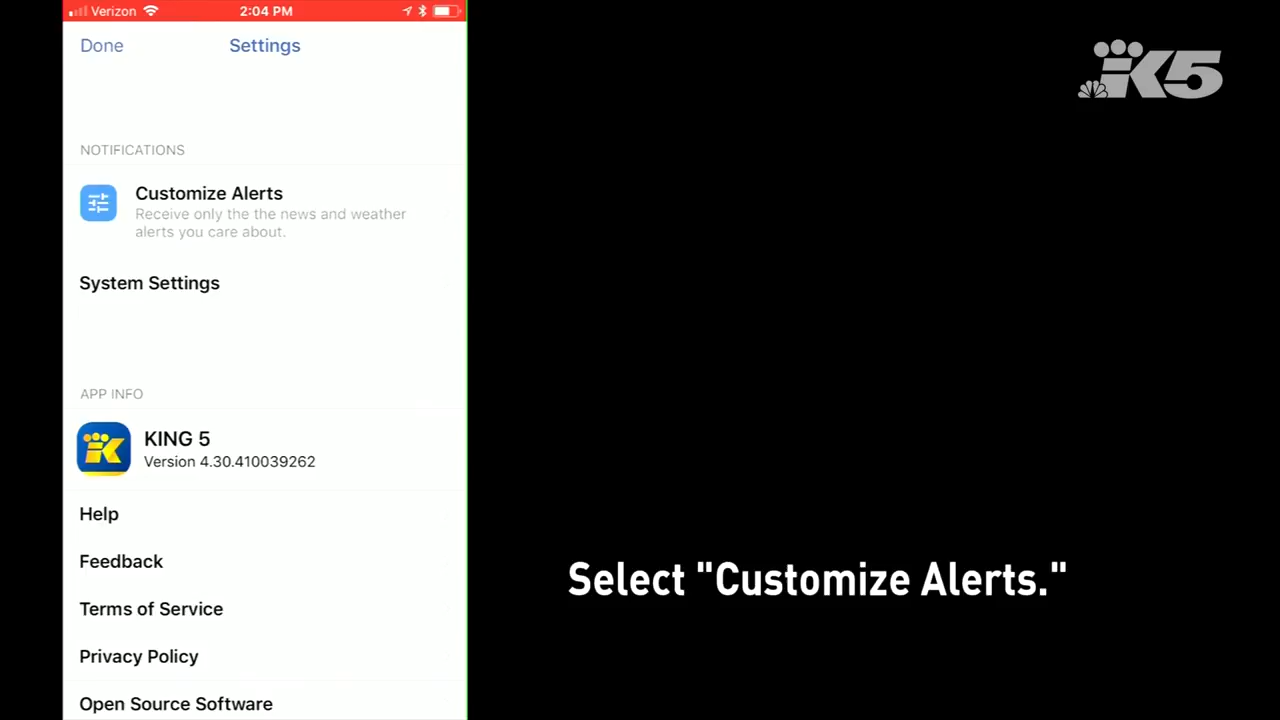 Verizon
2:04 PM
Done
Settings
NOTIFICATIONS
Customize Alerts
Receive only the the news and weather
alerts you care about.
System Settings
APP INFO
KING 5
Version 4.30.410039262
Help
Feedback
Terms of Service
Privacy Policy
Open Source Software
K5
Select "Customize Alerts."